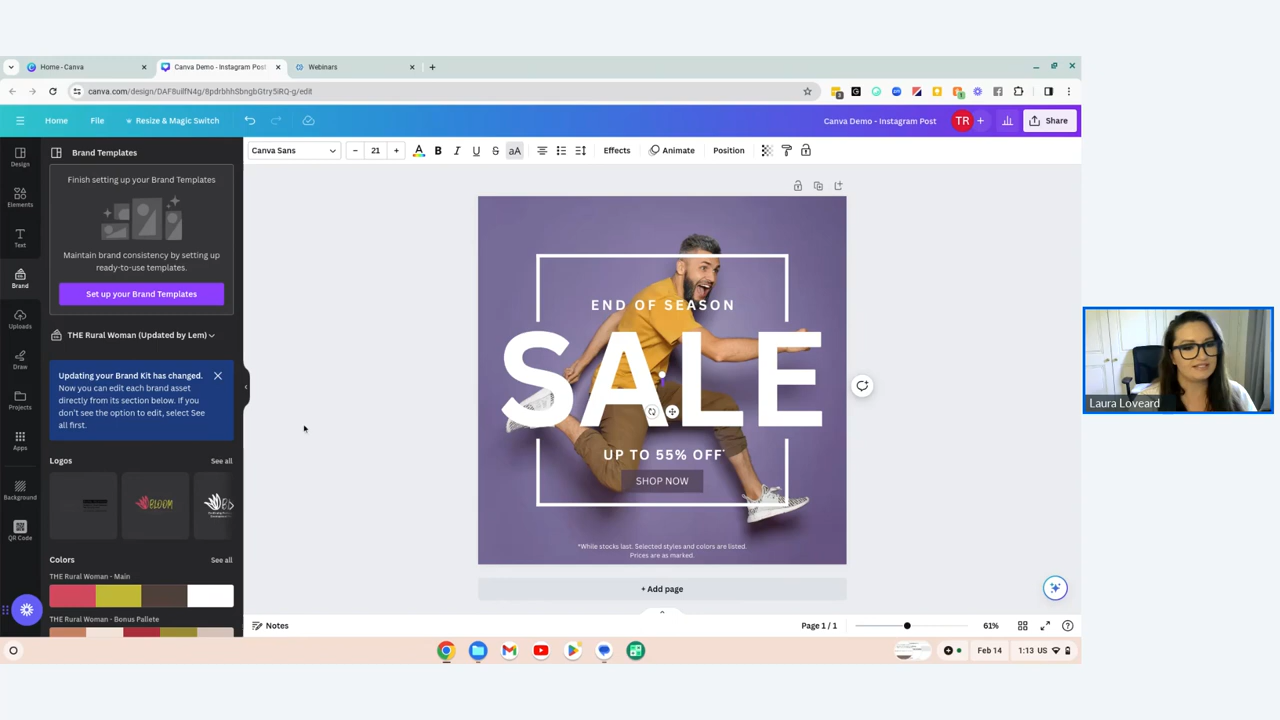 Home - Canva
Canva Demo - Instagram Post
Webinars
canva.com/design/DAF8uilfN4g/8pdrbhhSbngbGtry5iRQ-g/edit
Home
File
Resize & Magic Switch
Canva Demo - Instagram Post
TR
Share
Design
Elements
Text
Brand
Uploads
Draw
Projects
Apps
Background
QR Code
Brand Templates
Finish setting up your Brand Templates
Maintain brand consistency by setting up
ready-to-use templates.
Set up your Brand Templates
THE Rural Woman (Updated by Lem)
Updating your Brand Kit has changed.
Now you can edit each brand asset
directly from its section below. If you
don't see the option to edit, select See
all first.
Logos
See all
BLOOM
Colors
See all
THE Rural Woman - Main
THE Rural Woman - Bonus Pallete
Canva Sans
21
B
I
U
S
aA
Effects
Animate
Position
END OF SEASON
SALE
UP TO 55% OFF*
SHOP NOW
*While stocks last. Selected styles and colors are listed.
Prices are as marked.
+ Add page
Notes
Page 1 / 1
61%
Feb 14
1:13 US
Laura Loveard